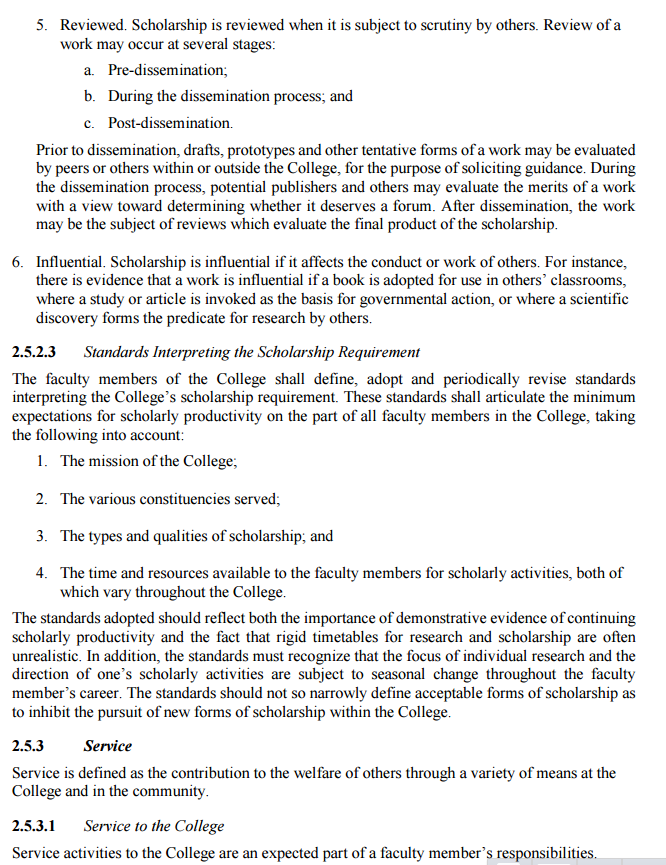 5. Reviewed. Scholarship is reviewed when it is subject to scrutiny by others. Review of a
work may occur at several stages:
a. Pre-dissemination;
b. During the dissemination process; and
c. Post-dissemination.
Prior to dissemination, drafts, prototypes and other tentative forms of a work may be evaluated
by peers or others within or outside the College, for the purpose of soliciting guidance. During
the dissemination process, potential publishers and others may evaluate the merits of a work
with a view toward determining whether it deserves a forum. After dissemination, the work
may be the subject of reviews which evaluate the final product of the scholarship.
6. Influential. Scholarship is influential if it affects the conduct or work of others. For instance,
there is evidence that a work is influential if a book is adopted for use in others’ classrooms,
where a study or article is invoked as the basis for governmental action, or where a scientific
discovery forms the predicate for research by others.
2.5.2.3 Standards Interpreting the Scholarship Requirement
The faculty members of the College shall define, adopt and periodically revise standards
interpreting the College’s scholarship requirement. These standards shall articulate the minimum
expectations for scholarly productivity on the part of all faculty members in the College, taking
the following into account:
1. The mission of the College;
2. The various constituencies served;
3. The types and qualities of scholarship; and
4. The time and resources available to the faculty members for scholarly activities, both of
which vary throughout the College.
The standards adopted should reflect both the importance of demonstrative evidence of continuing
scholarly productivity and the fact that rigid timetables for research and scholarship are often
unrealistic. In addition, the standards must recognize that the focus of individual research and the
direction of one’s scholarly activities are subject to seasonal change throughout the faculty
member’s career. The standards should not so narrowly define acceptable forms of scholarship as
to inhibit the pursuit of new forms of scholarship within the College.
2.5.3 Service
Service is defined as the contribution to the welfare of others through a variety of means at the
College and in the community.
2.5.3.1 Service to the College
Service activities to the College are an expected part of a faculty member’s responsibilities.